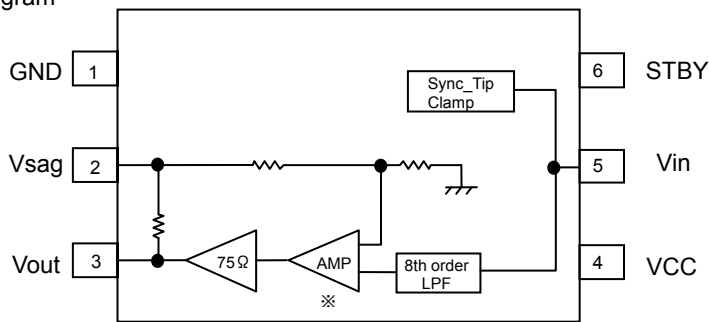 gram
GND 1
6 STBY
Sync_Tip
Clamp
Vsag 2
5 Vin
Vout 3
75Ω
AMP
8th order
LPF
4 VCC
※